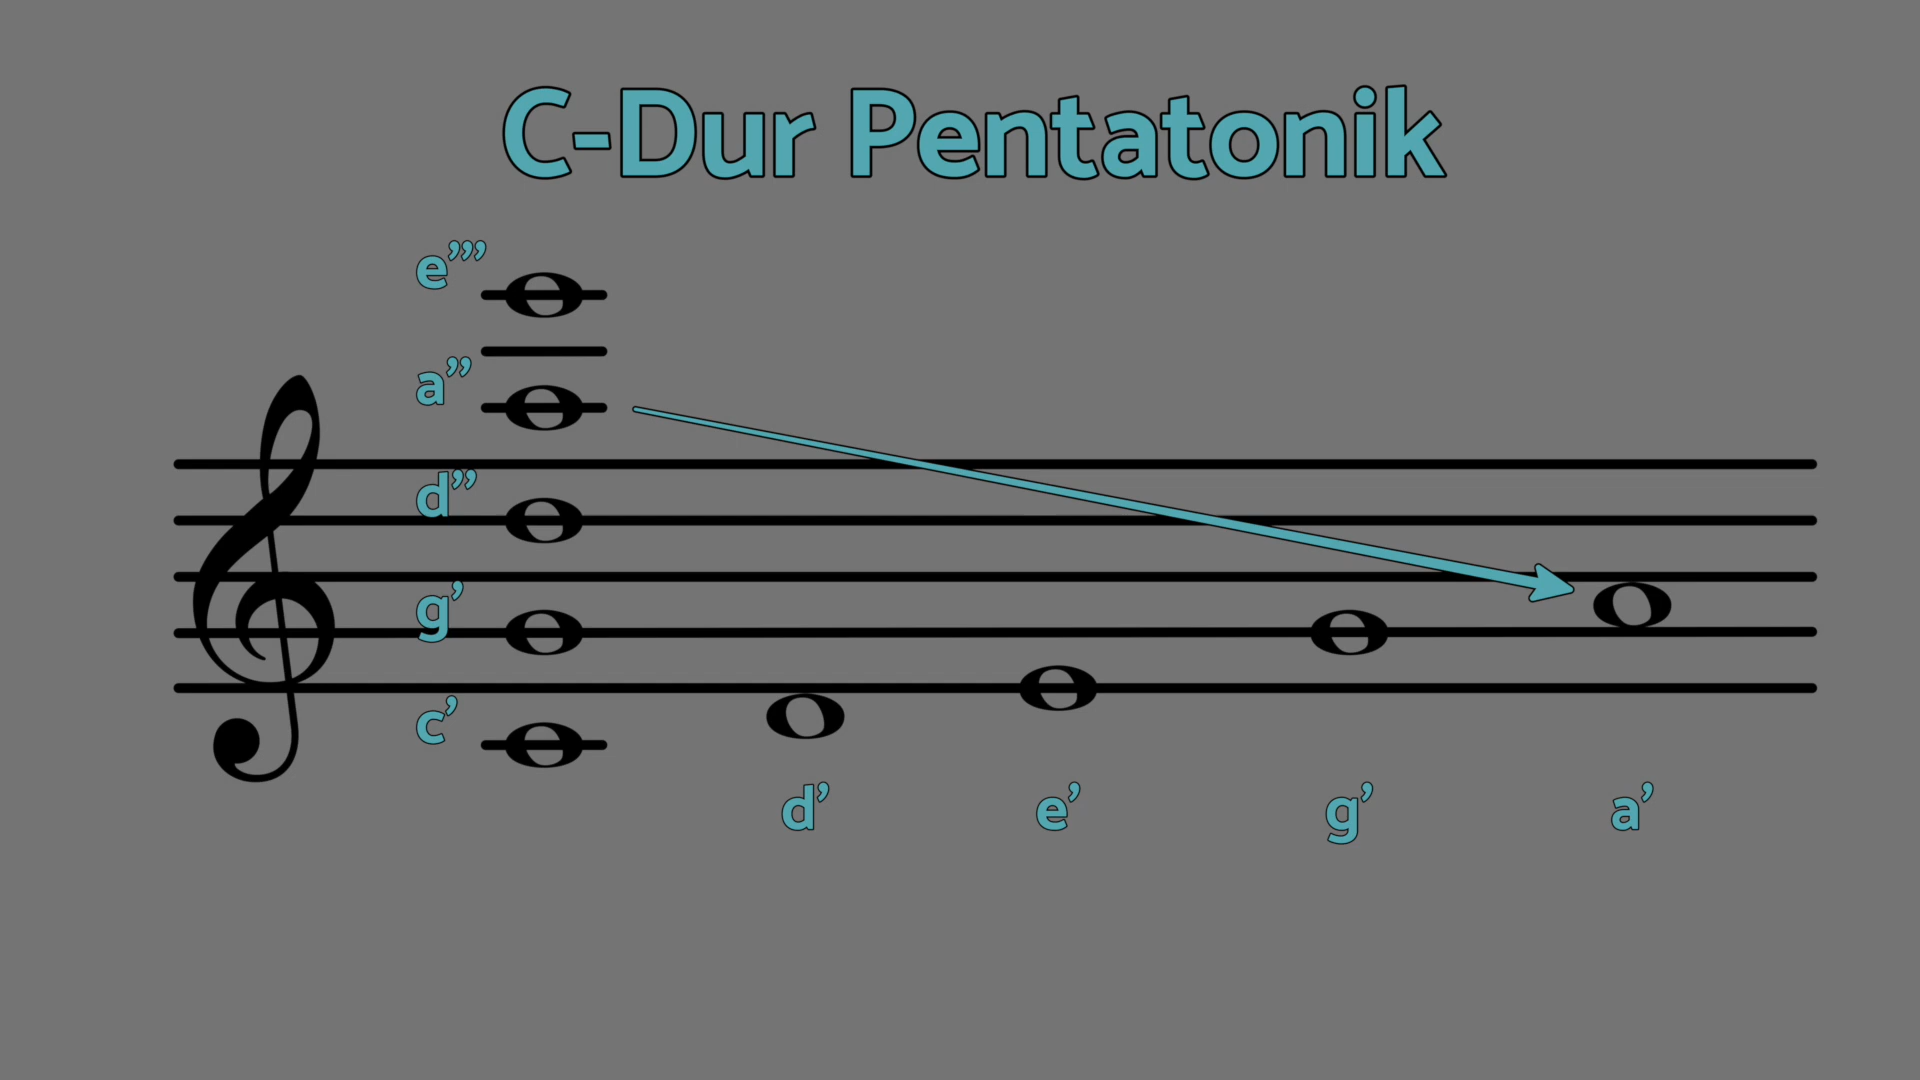 C-Dur Pentatonik
e’’’
a’’
d’’
g’
c’
d’ e’ g’ a’